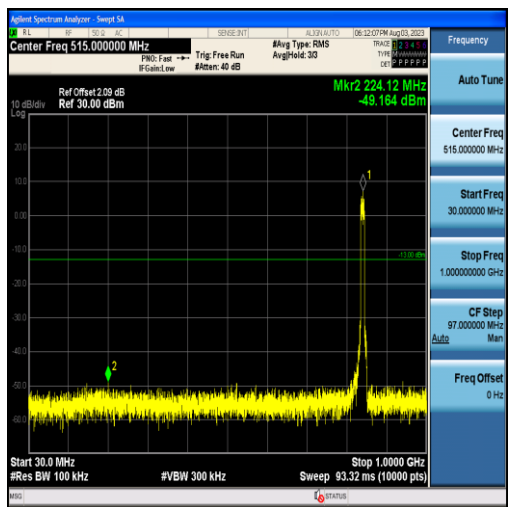 Agilent Spectrum Analyzer - Swept SA
RL RF 50 Ω AC SENSE:INT ALIGN AUTO 06:12:07 PM Aug 03, 2023
Center Freq 515.000000 MHz
#Avg Type: RMS
TRACE 1 2 3 4 5 6
PNO: Fast
Trig: Free Run
Avg|Hold: 3/3
TYPE
IFGain:Low
#Atten: 40 dB
DET P P P P P P
Ref Offset 2.09 dB
Mkr2 224.12 MHz
10 dB/div
Ref 30.00 dBm
-49.164 dBm
Log
20.0
10.0
1
0.00
-10.0
-13.00 dBm
-20.0
-30.0
-40.0
2
-50.0
-60.0
Start 30.0 MHz
Stop 1.0000 GHz
#Res BW 100 kHz
#VBW 300 kHz
Sweep 93.32 ms (10000 pts)
MSG
STATUS
Frequency
Auto Tune
Center Freq
515.000000 MHz
Start Freq
30.000000 MHz
Stop Freq
1.000000000 GHz
CF Step
97.000000 MHz
Auto Man
Freq Offset
0 Hz